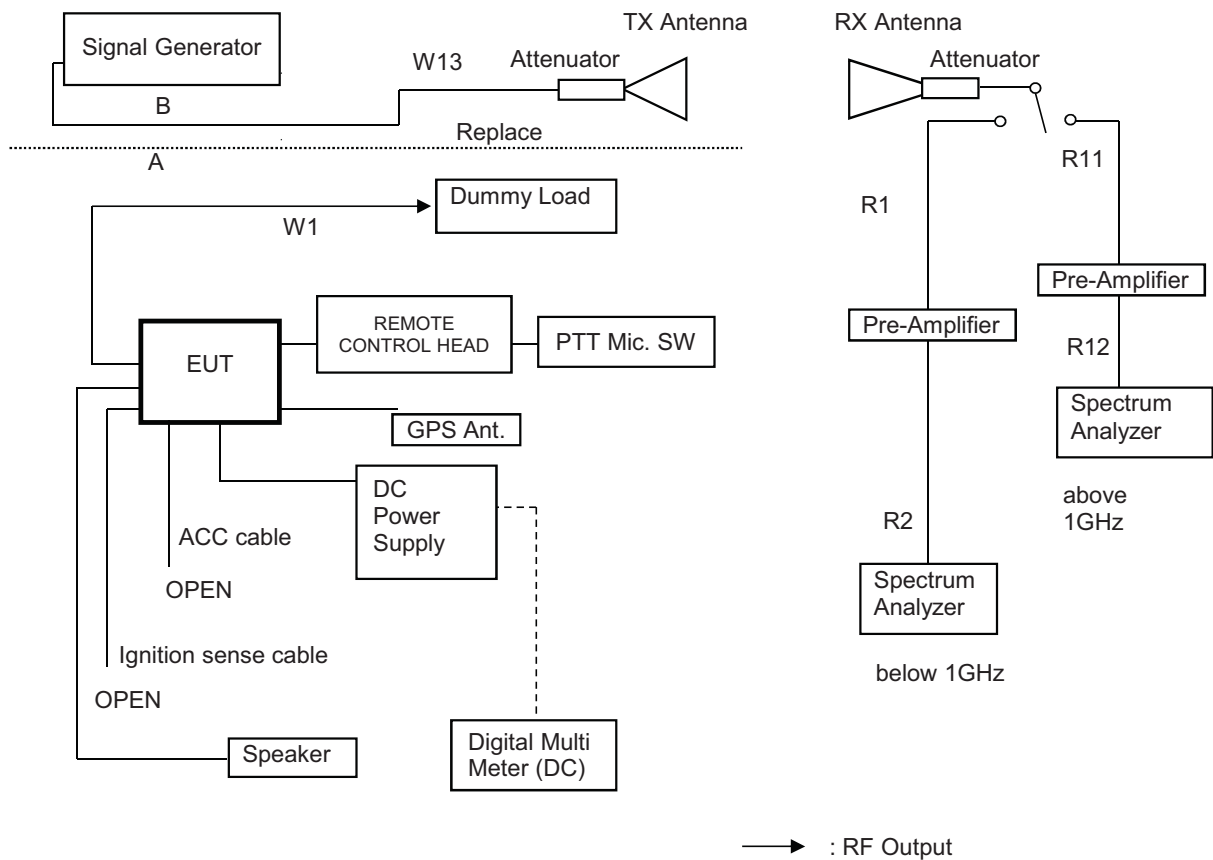 TX Antenna
RX Antenna
Signal Generator
W13
Attenuator
Attenuator
B
Replace
A
R11
Dummy Load
R1
W1
Pre-Amplifier
REMOTE
CONTROL HEAD
PTT Mic. SW
Pre-Amplifier
EUT
R12
Spectrum
Analyzer
GPS Ant.
DC
Power
Supply
above
1GHz
R2
ACC cable
OPEN
Spectrum
Analyzer
Ignition sense cable
below 1GHz
OPEN
Speaker
Digital Multi
Meter (DC)
: RF Output